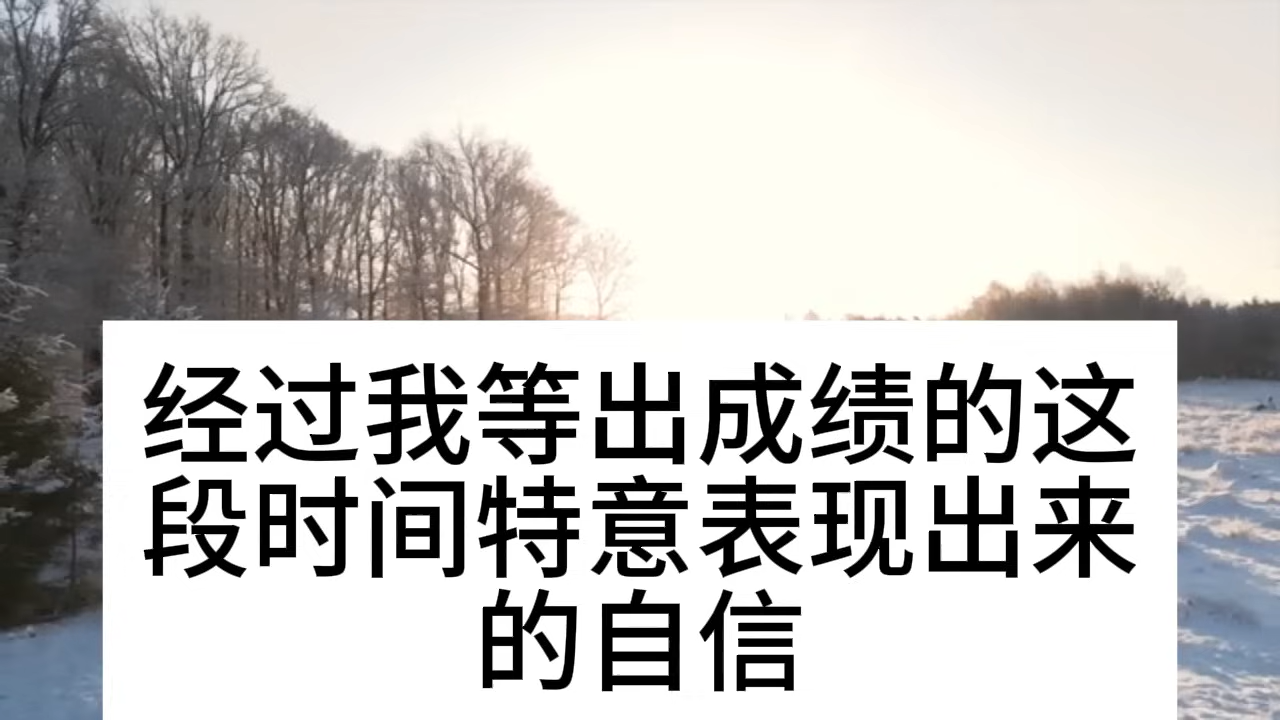 经过我等出成绩的这
段时间特意表现出来
的自信